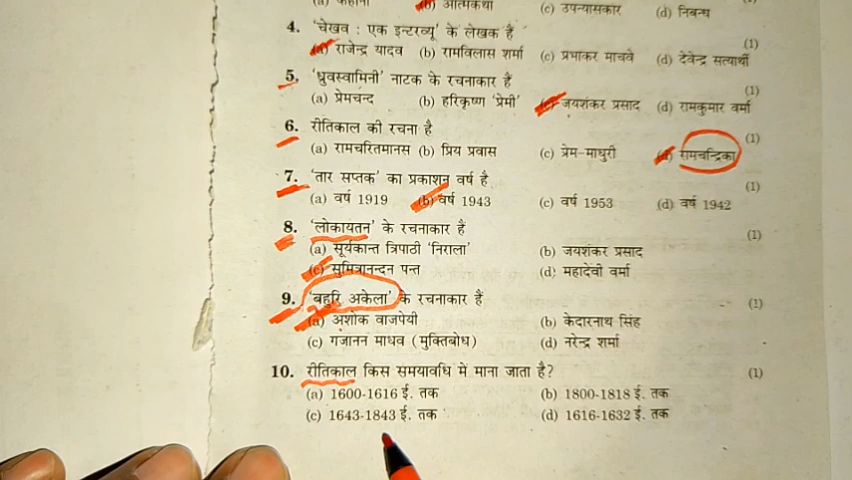 (a) कहानी (b) आत्मकथा (c) उपन्यासकार (d) निबन्ध
4. 'चेखव : एक इन्टरव्यू' के लेखक हैं (1)
(a) राजेन्द्र यादव (b) रामविलास शर्मा (c) प्रभाकर माचवे (d) देवेन्द्र सत्यार्थी
5. 'ध्रुवस्वामिनी' नाटक के रचनाकार हैं (1)
(a) प्रेमचन्द (b) हरिकृष्ण 'प्रेमी' (c) जयशंकर प्रसाद (d) रामकुमार वर्मा
6. रीतिकाल की रचना है (1)
(a) रामचरितमानस (b) प्रिय प्रवास (c) प्रेम-माधुरी (d) रामचन्द्रिका
7. 'तार सप्तक' का प्रकाशन वर्ष है (1)
(a) वर्ष 1919 (b) वर्ष 1943 (c) वर्ष 1953 (d) वर्ष 1942
8. 'लोकायतन' के रचनाकार हैं (1)
(a) सूर्यकान्त त्रिपाठी 'निराला' (b) जयशंकर प्रसाद
(c) सुमित्रानन्दन पन्त (d) महादेवी वर्मा
9. 'बहुरि अकेला' के रचनाकार हैं (1)
(a) अशोक वाजपेयी (b) केदारनाथ सिंह
(c) गजानन माधव (मुक्तिबोध) (d) नरेन्द्र शर्मा
10. रीतिकाल किस समयावधि मे माना जाता है? (1)
(a) 1600-1616 ई. तक (b) 1800-1818 ई. तक
(c) 1643-1843 ई. तक (d) 1616-1632 ई. तक